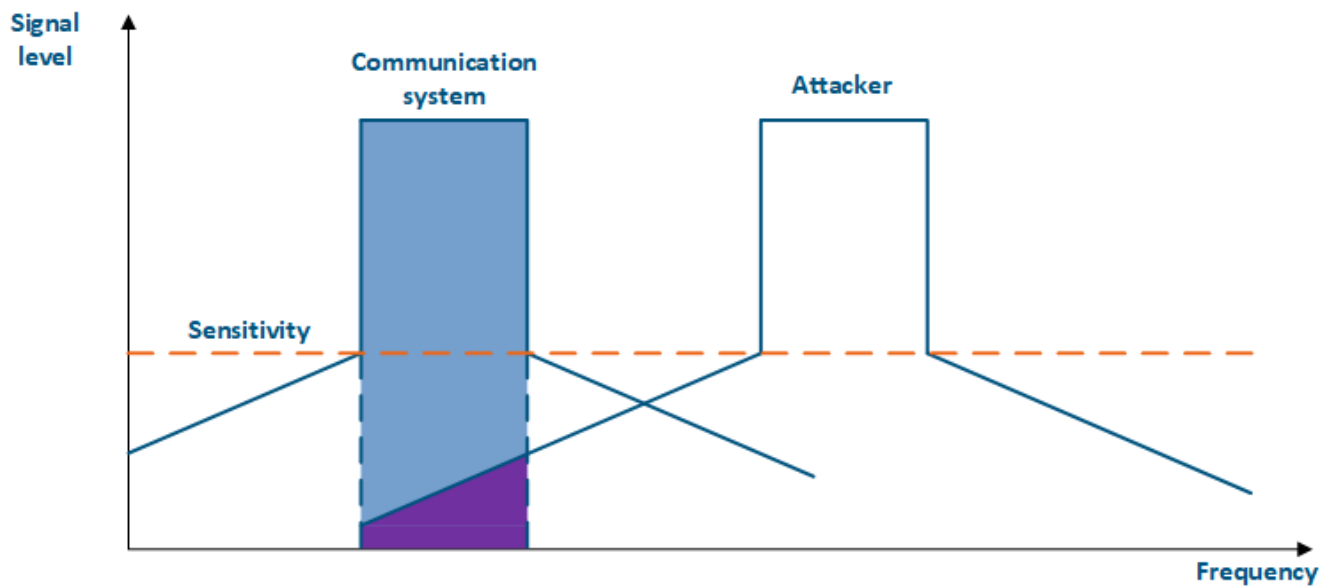 Signal
level
Communication
system
Attacker
Sensitivity
Frequency